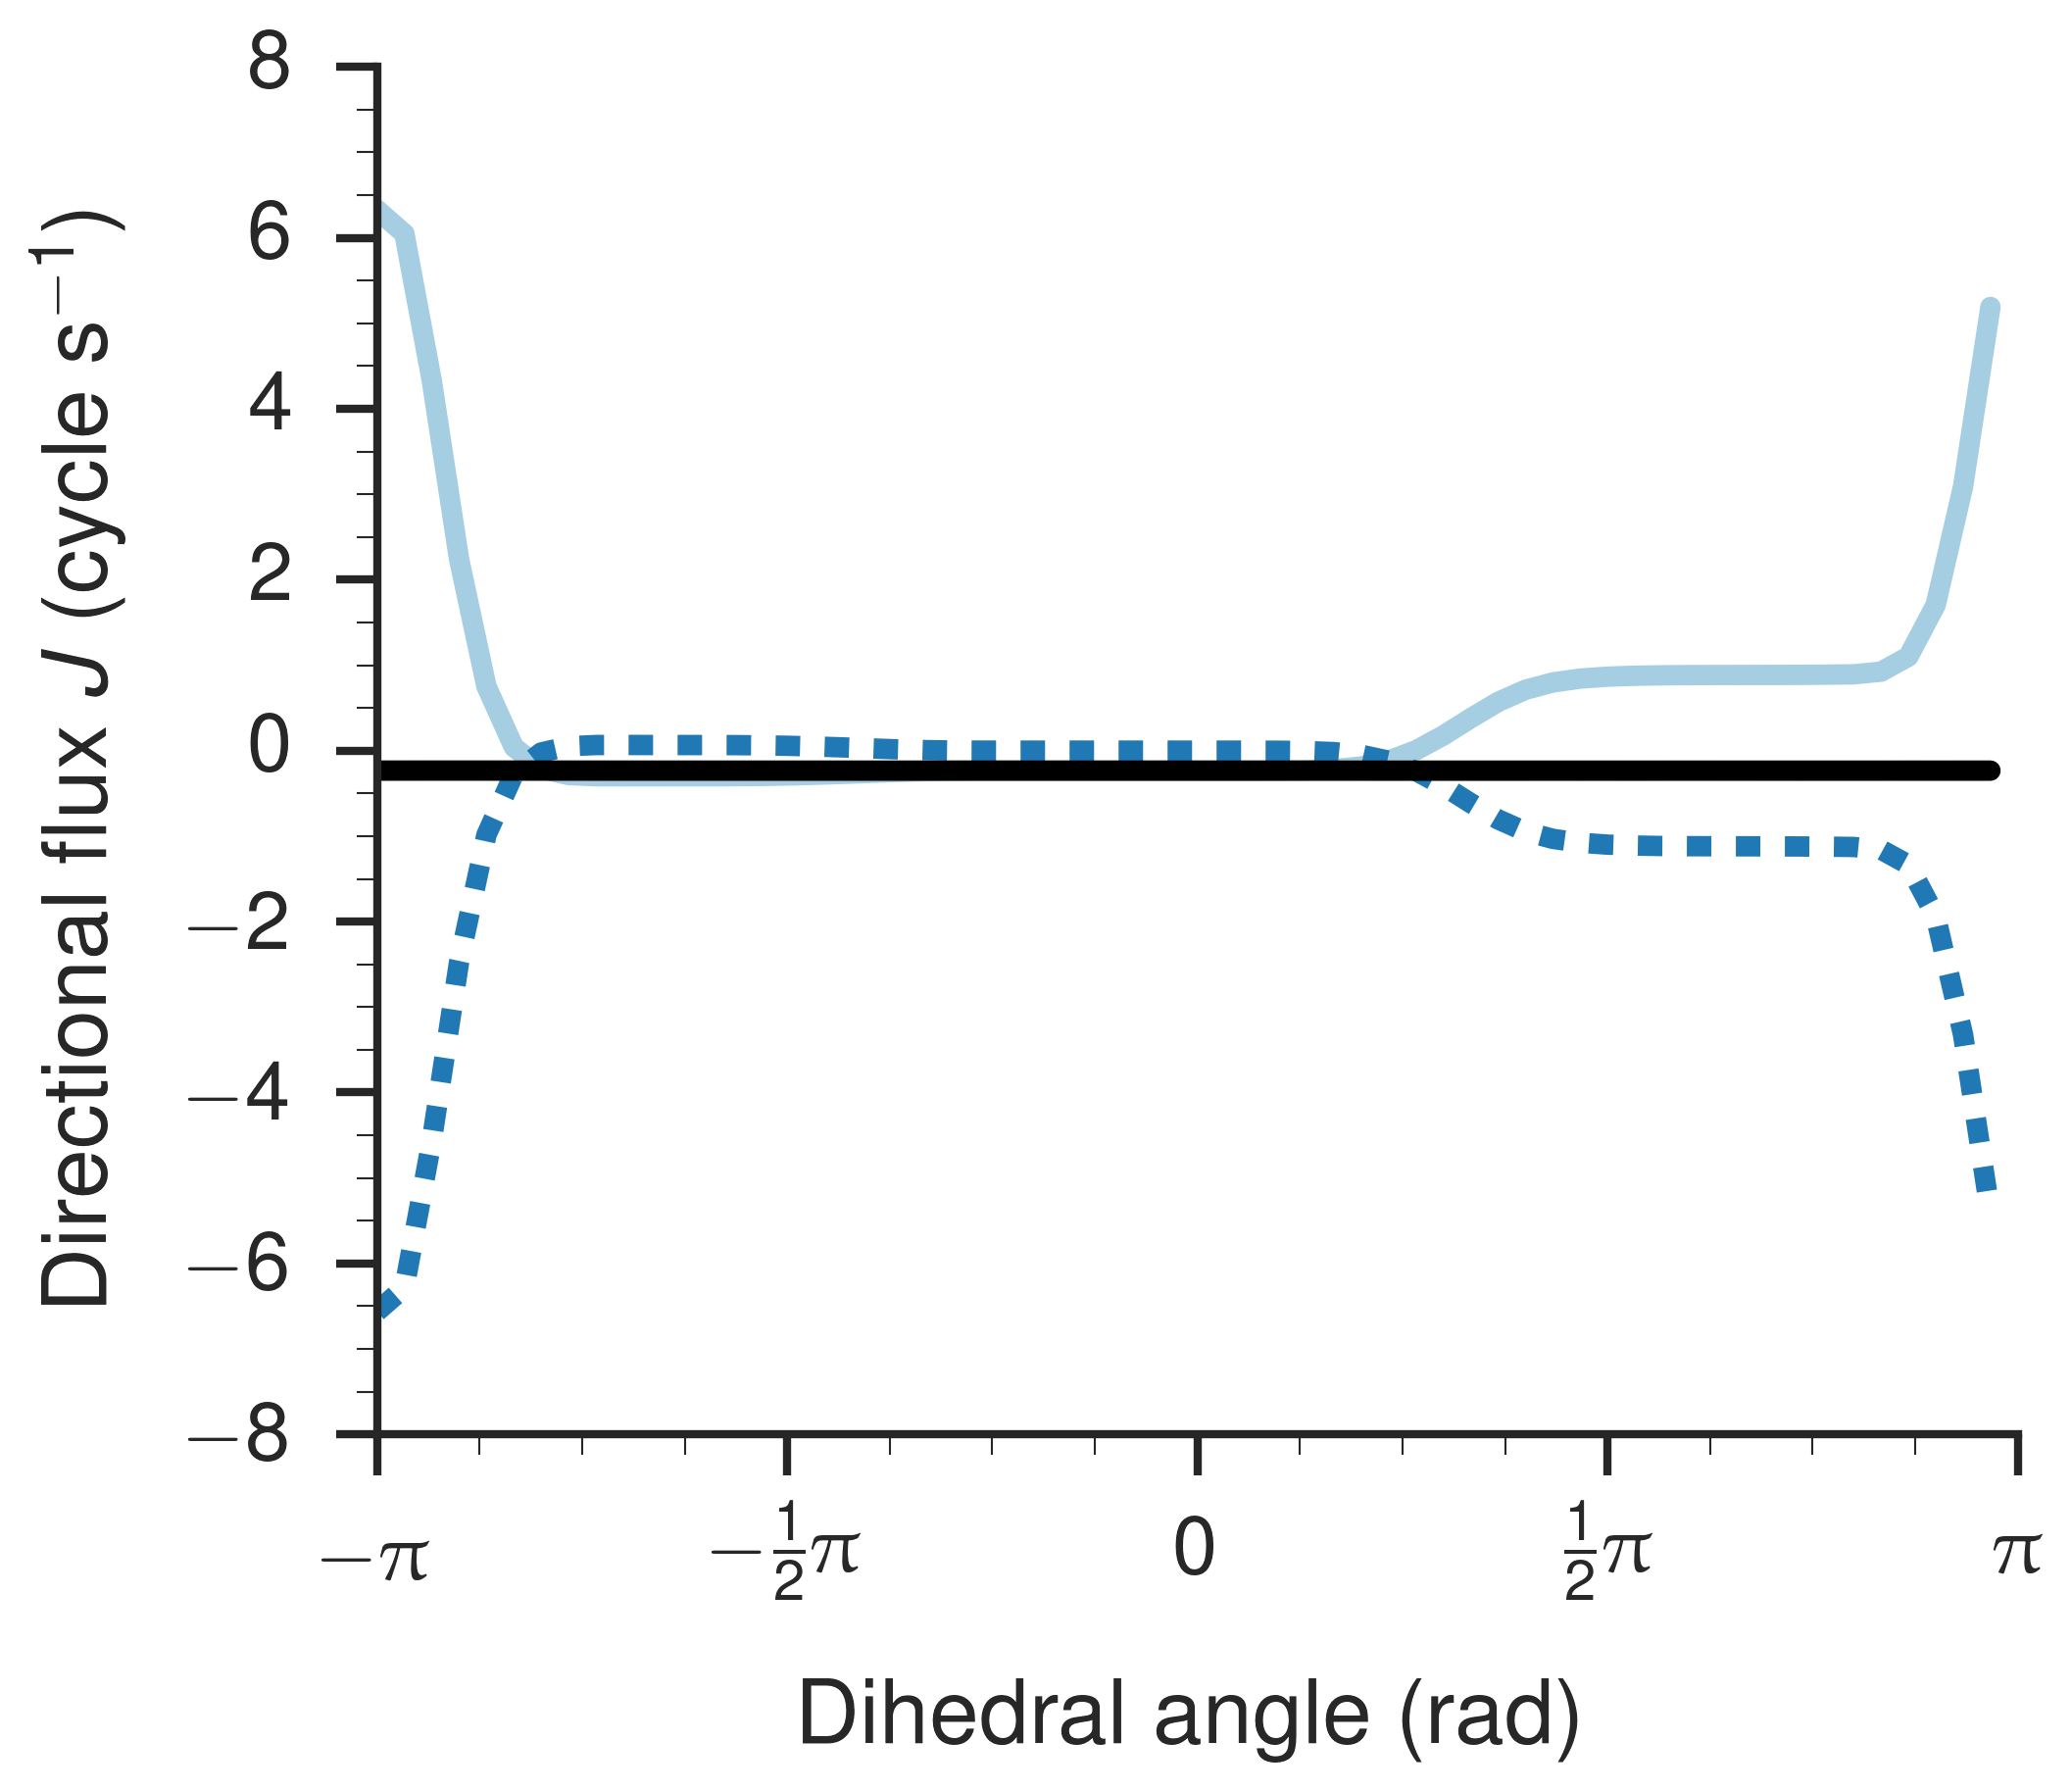 Directional flux J (cycle s⁻¹)
8
6
4
2
0
−2
−4
−6
−8
−π
−½π
0
½π
π
Dihedral angle (rad)